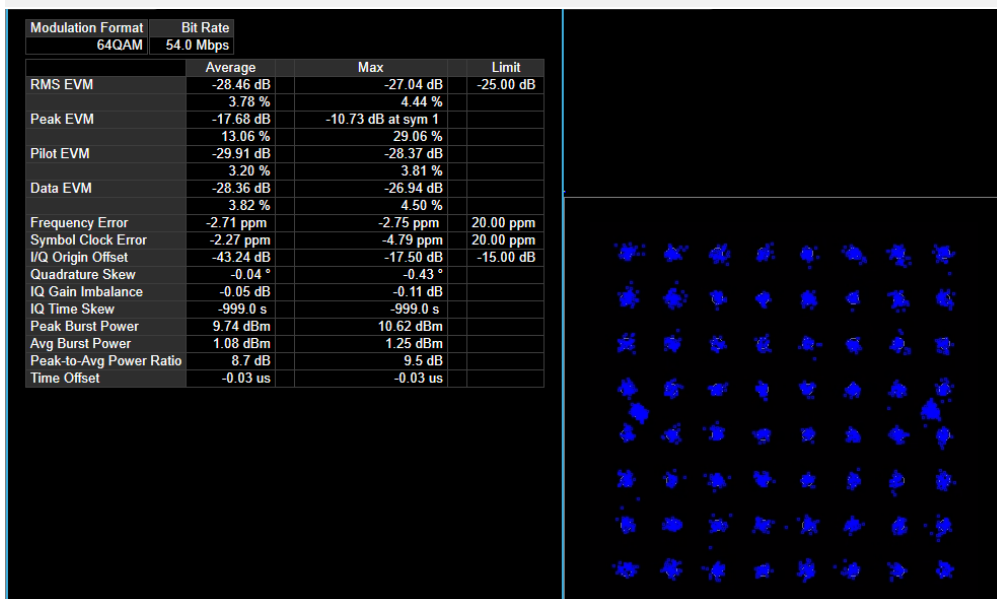 Modulation Format Bit Rate
64QAM 54.0 Mbps
Average Max Limit
RMS EVM -28.46 dB -27.04 dB -25.00 dB
3.78 % 4.44 %
Peak EVM -17.68 dB -10.73 dB at sym 1
13.06 % 29.06 %
Pilot EVM -29.91 dB -28.37 dB
3.20 % 3.81 %
Data EVM -28.36 dB -26.94 dB
3.82 % 4.50 %
Frequency Error -2.71 ppm -2.75 ppm 20.00 ppm
Symbol Clock Error -2.27 ppm -4.79 ppm 20.00 ppm
I/Q Origin Offset -43.24 dB -17.50 dB -15.00 dB
Quadrature Skew -0.04 ° -0.43 °
IQ Gain Imbalance -0.05 dB -0.11 dB
IQ Time Skew -999.0 s -999.0 s
Peak Burst Power 9.74 dBm 10.62 dBm
Avg Burst Power 1.08 dBm 1.25 dBm
Peak-to-Avg Power Ratio 8.7 dB 9.5 dB
Time Offset -0.03 us -0.03 us